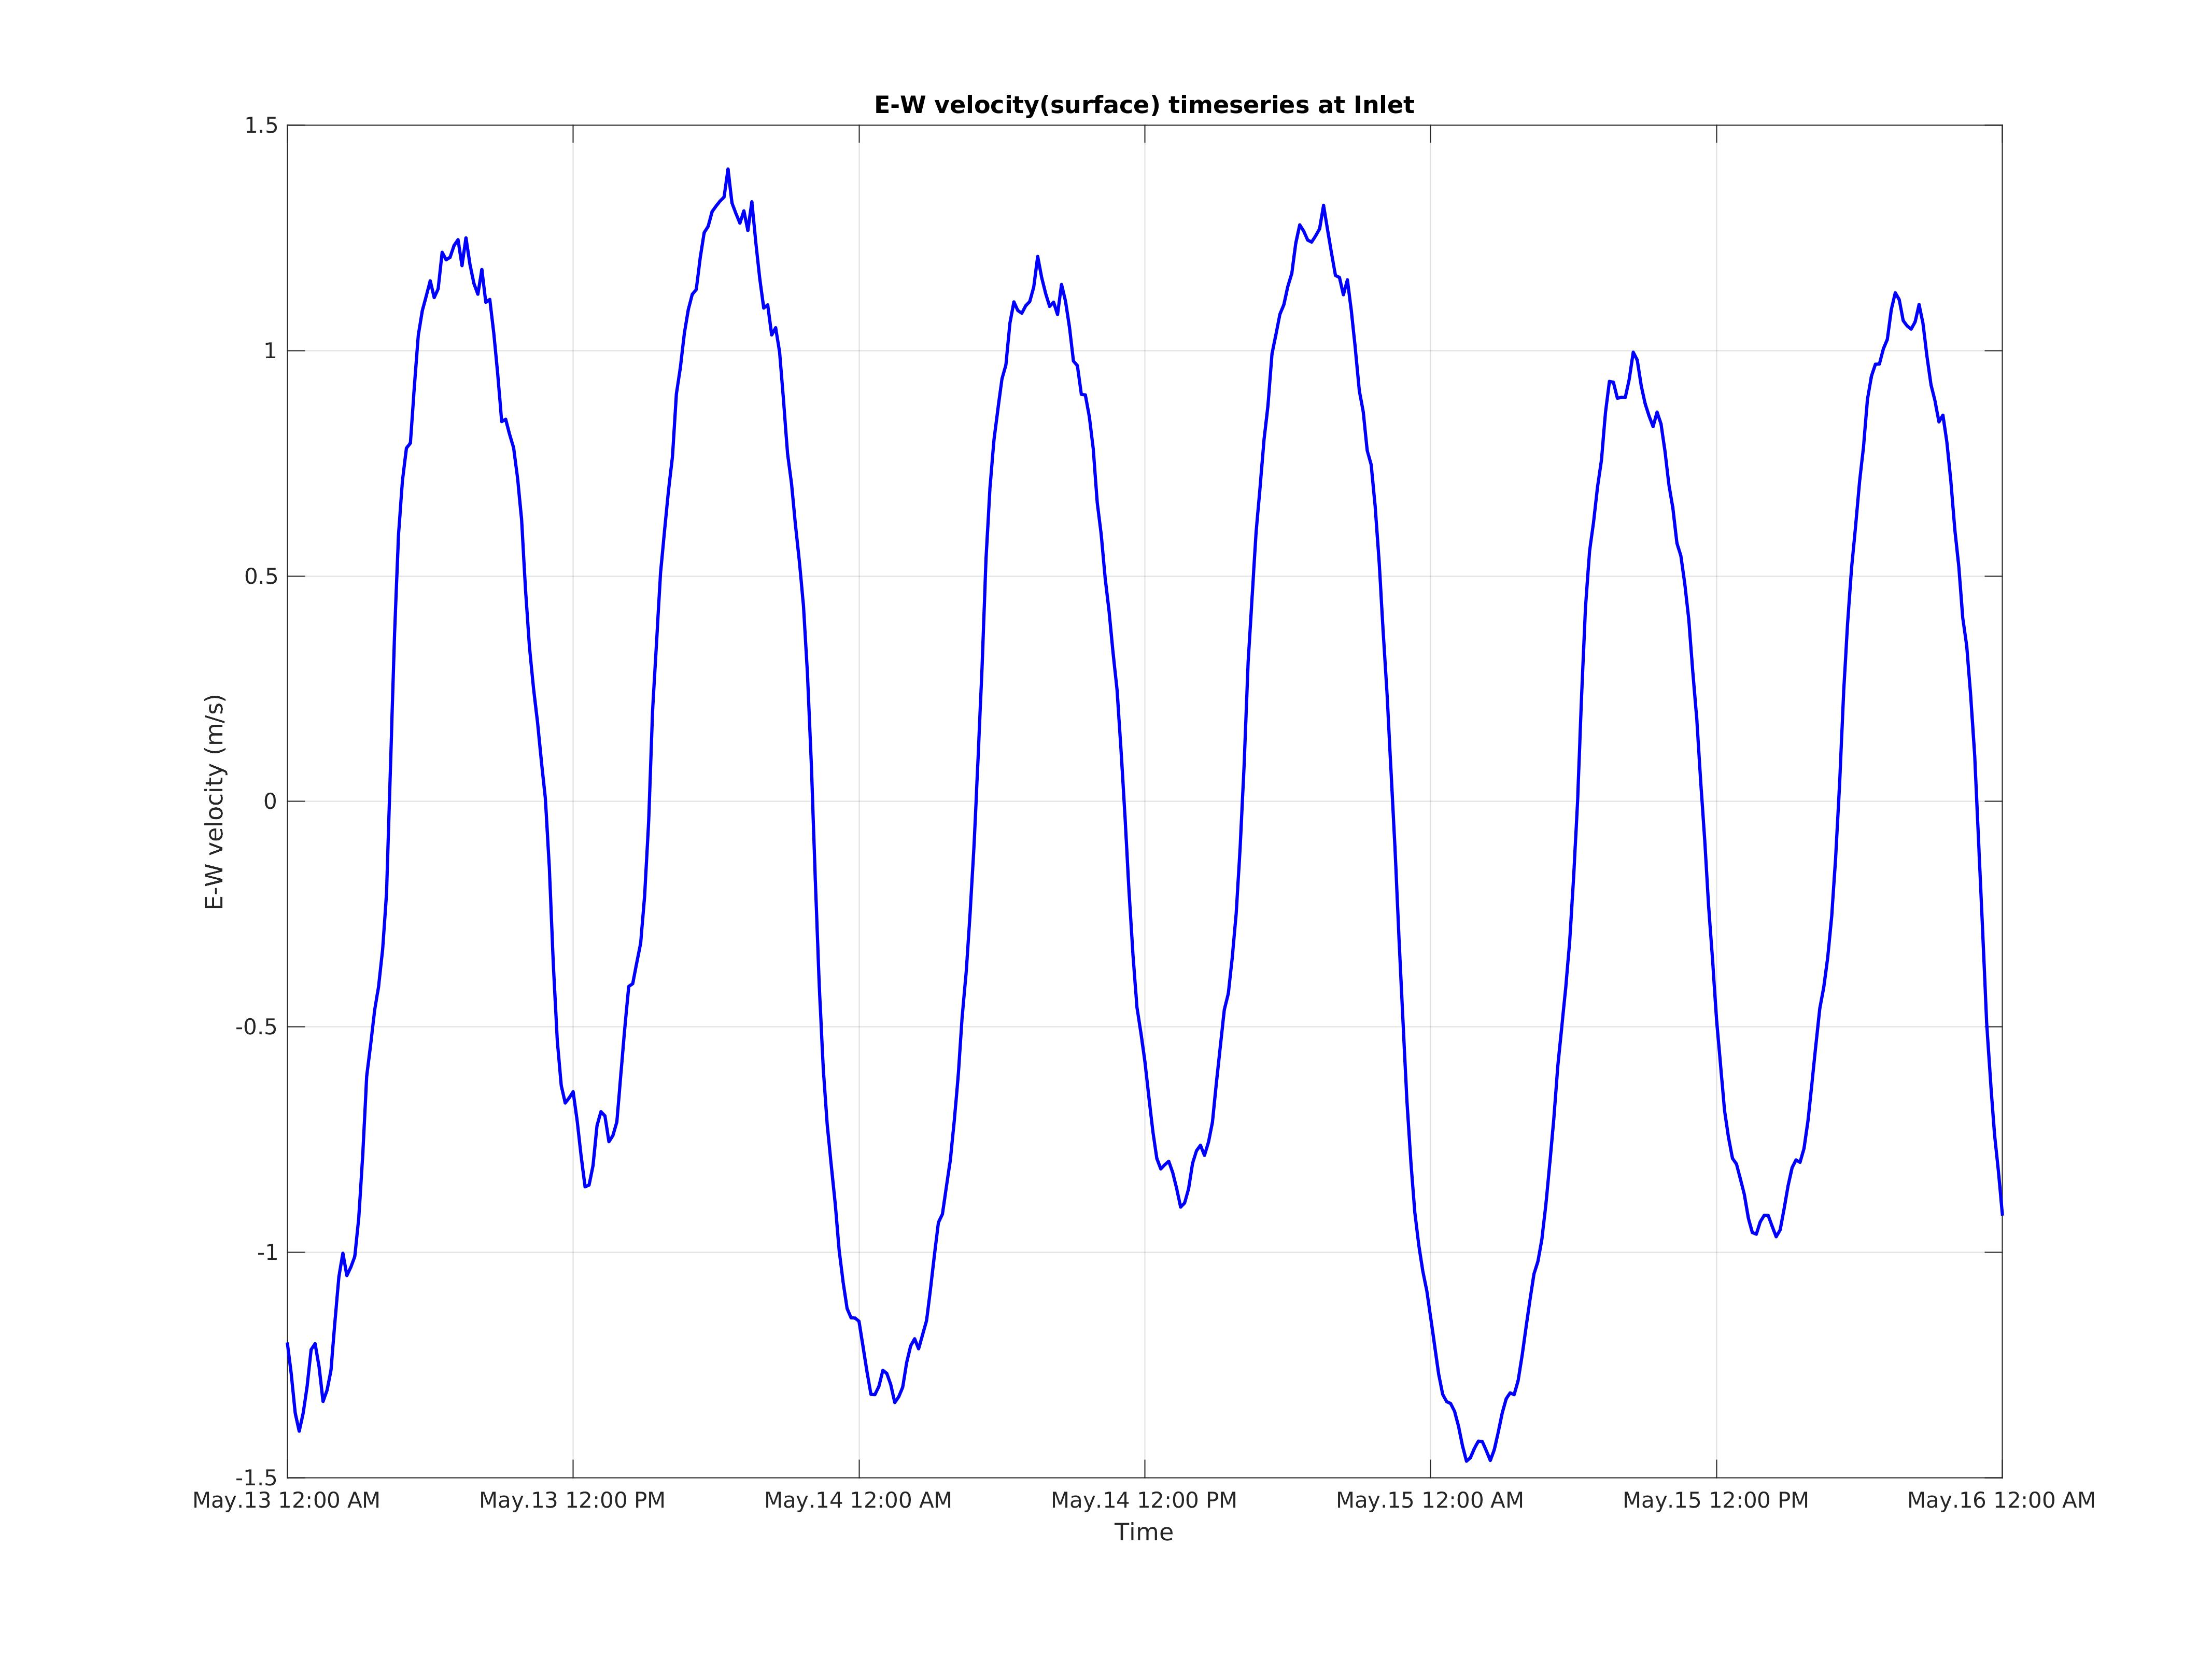 E-W velocity(surface) timeseries at Inlet
1.5
1
0.5
0
-0.5
-1
-1.5
E-W velocity (m/s)
May.13 12:00 AM May.13 12:00 PM May.14 12:00 AM May.14 12:00 PM May.15 12:00 AM May.15 12:00 PM May.16 12:00 AM
Time